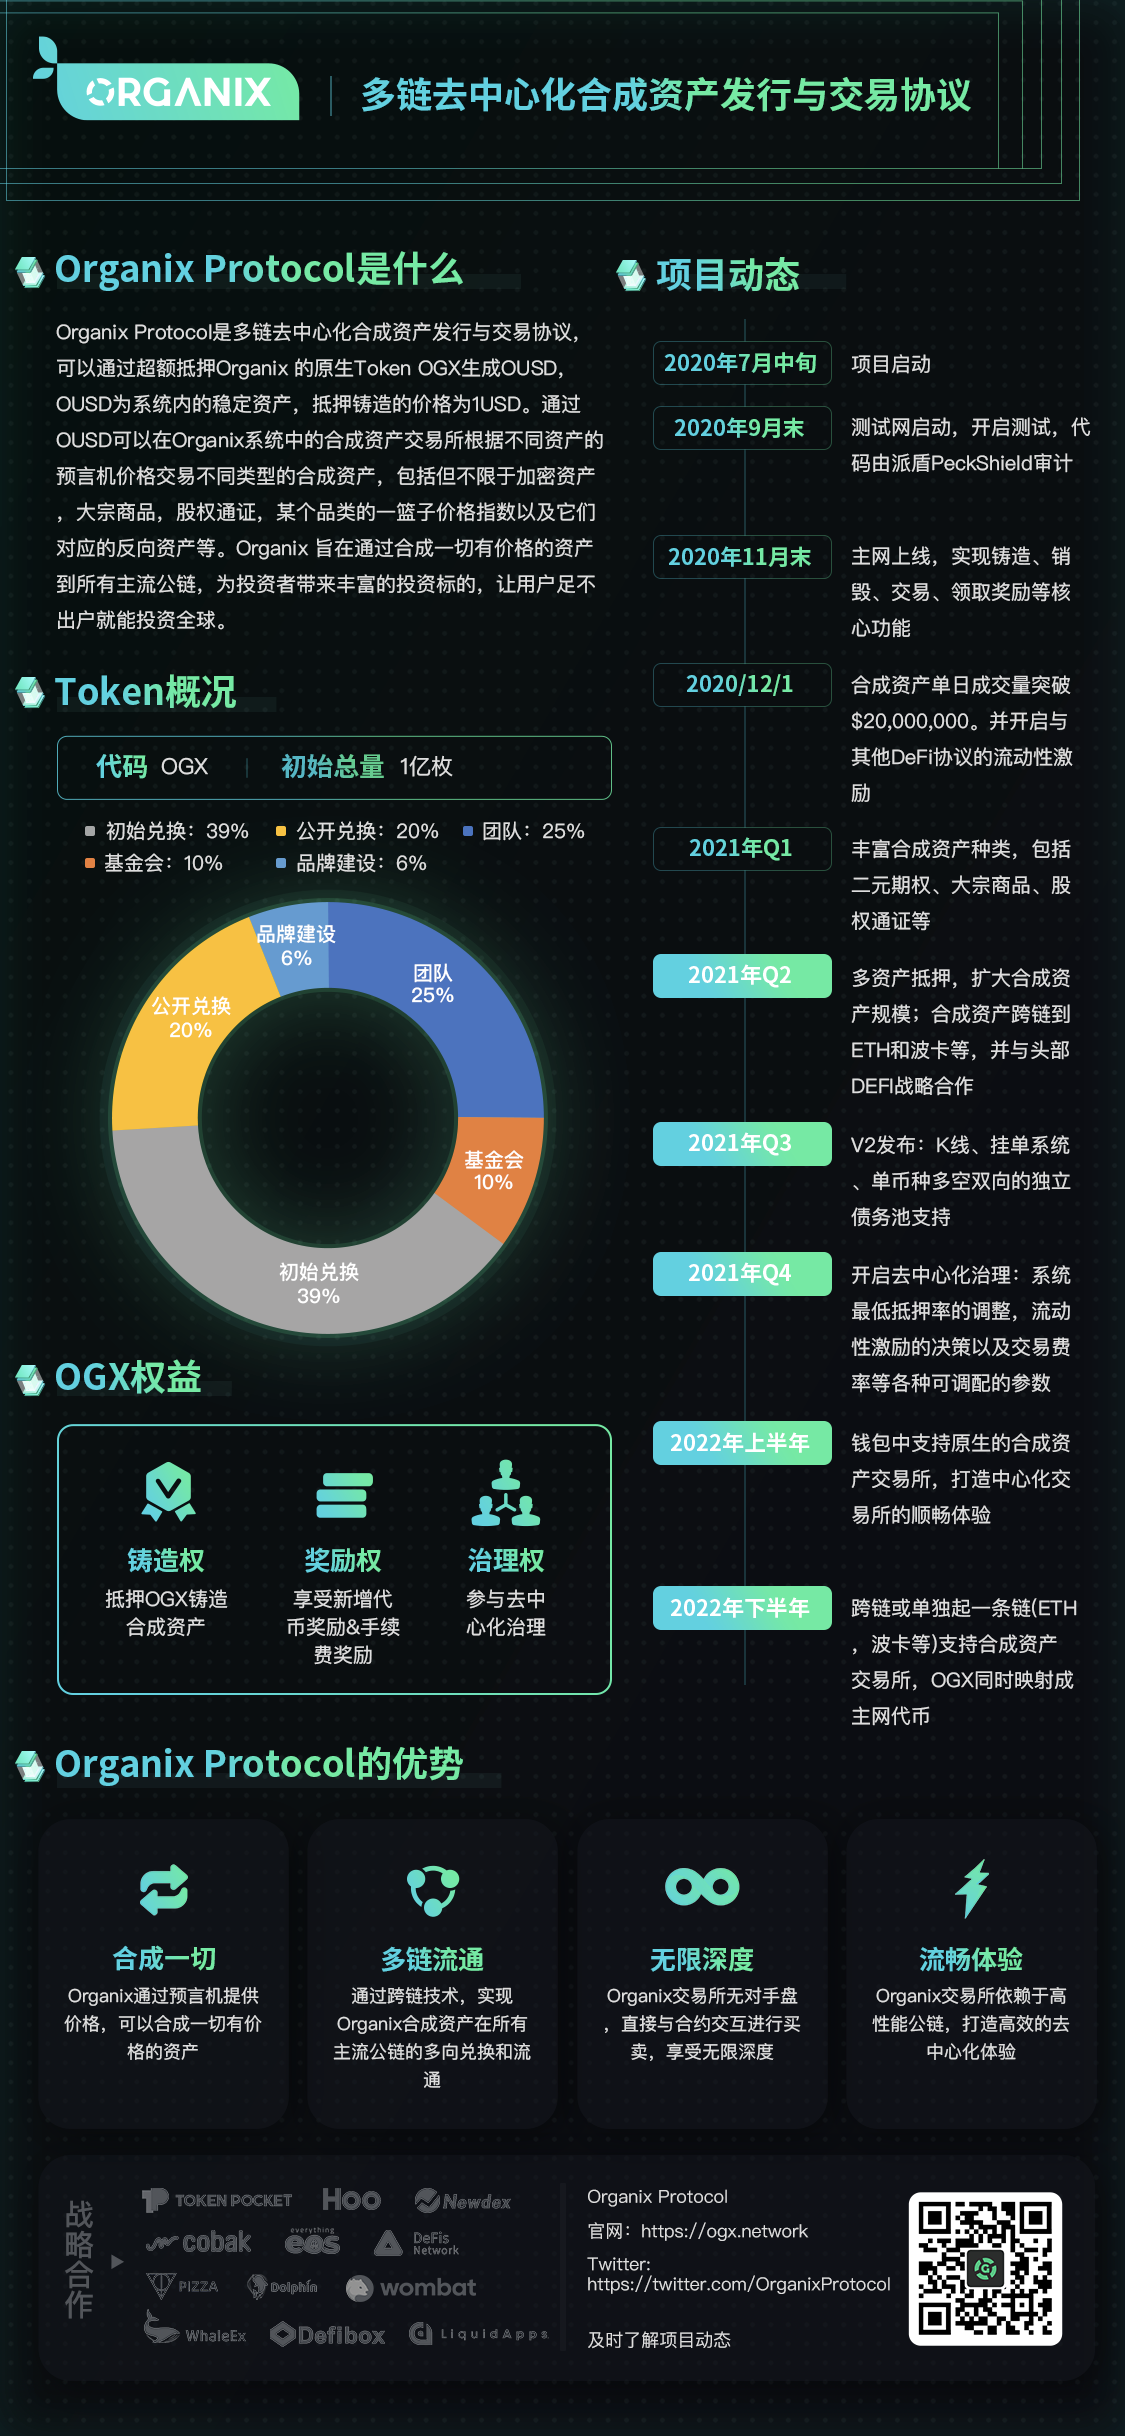 ORGANIX
多链去中心化合成资产发行与交易协议
Organix Protocol是什么
Organix Protocol是多链去中心化合成资产发行与交易协议，
可以通过超额抵押Organix 的原生Token OGX生成OUSD，
OUSD为系统内的稳定资产，抵押铸造的价格为1USD。通过
OUSD可以在Organix系统中的合成资产交易所根据不同资产的
预言机价格交易不同类型的合成资产，包括但不限于加密资产
，大宗商品，股权通证，某个品类的一篮子价格指数以及它们
对应的反向资产等。Organix 旨在通过合成一切有价格的资产
到所有主流公链，为投资者带来丰富的投资标的，让用户足不
出户就能投资全球。
Token概况
代码 OGX | 初始总量 1亿枚
初始兑换：39% 公开兑换：20% 团队：25%
基金会：10% 品牌建设：6%
品牌建设
6%
团队
25%
公开兑换
20%
基金会
10%
初始兑换
39%
OGX权益
铸造权
抵押OGX铸造
合成资产
奖励权
享受新增代
币奖励&手续
费奖励
治理权
参与去中
心化治理
项目动态
2020年7月中旬
项目启动
2020年9月末
测试网启动，开启测试，代
码由派盾PeckShield审计
2020年11月末
主网上线，实现铸造、销
毁、交易、领取奖励等核
心功能
2020/12/1
合成资产单日成交量突破
$20,000,000。并开启与
其他DeFi协议的流动性激
励
2021年Q1
丰富合成资产种类，包括
二元期权、大宗商品、股
权通证等
2021年Q2
多资产抵押，扩大合成资
产规模；合成资产跨链到
ETH和波卡等，并与头部
DEFI战略合作
2021年Q3
V2发布：K线、挂单系统
、单币种多空双向的独立
债务池支持
2021年Q4
开启去中心化治理：系统
最低抵押率的调整，流动
性激励的决策以及交易费
率等各种可调配的参数
2022年上半年
钱包中支持原生的合成资
产交易所，打造中心化交
易所的顺畅体验
2022年下半年
跨链或单独起一条链(ETH
，波卡等)支持合成资产
交易所，OGX同时映射成
主网代币
Organix Protocol的优势
合成一切
Organix通过预言机提供
价格，可以合成一切有价
格的资产
多链流通
通过跨链技术，实现
Organix合成资产在所有
主流公链的多向兑换和流
通
无限深度
Organix交易所无对手盘
，直接与合约交互进行买
卖，享受无限深度
流畅体验
Organix交易所依赖于高
性能公链，打造高效的去
中心化体验
战略合作
TOKEN POCKET
Hoo
Newdex
cobak
everything
eos
DeFis
Network
PIZZA
Dolphin
wombat
WhaleEx
Defibox
LiquidApps
Organix Protocol
官网：https://ogx.network
Twitter:
https://twitter.com/OrganixProtocol
及时了解项目动态